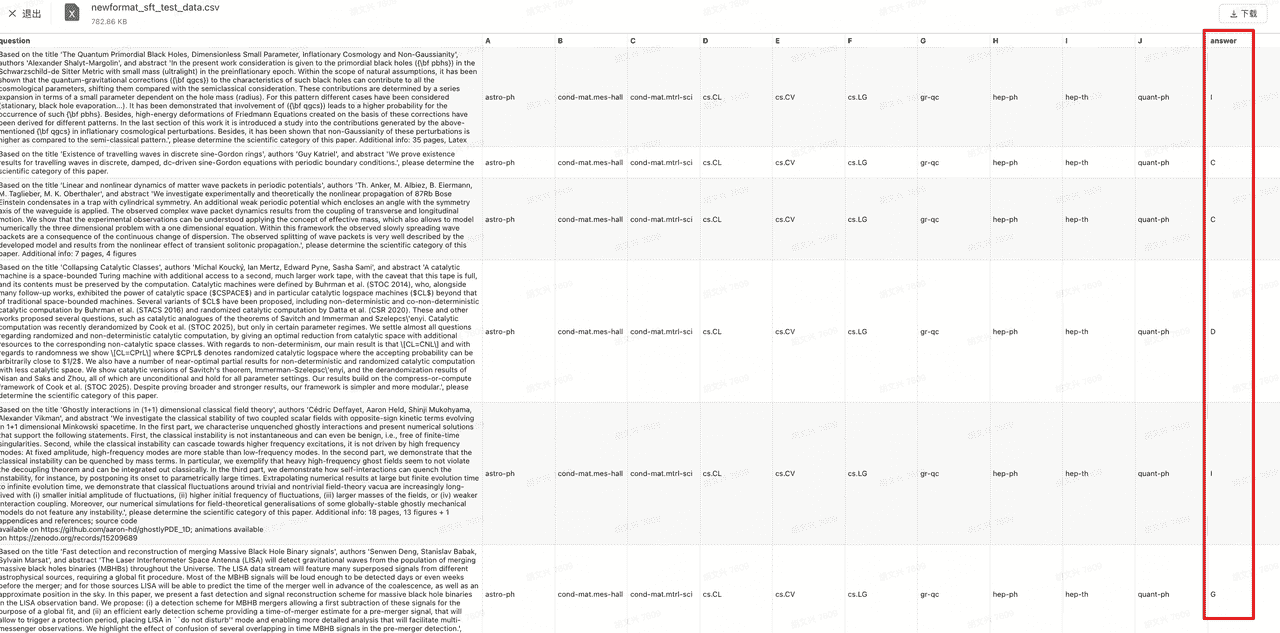 退出
newformat_sft_test_data.csv
782.86 KB
下载
question A B C D E F G H I J answer
Based on the title 'The Quantum Primordial Black Holes, Dimensionless Small Parameter, Inflationary Cosmology and Non-Gaussianity',
authors 'Alexander Shalyt-Margolin', and abstract 'In the present work consideration is given to the primordial black holes ({\bf pbhs}) in the
Schwarzschild-de Sitter Metric with small mass (ultralight) in the preinflationary epoch. Within the scope of natural assumptions, it has been
shown that the quantum-gravitational corrections ({\bf qgcs}) to the characteristics of such black holes can contribute to all the
cosmological parameters, shifting them compared with the semiclassical consideration. These contributions are determined by a series
expansion in terms of a small parameter dependent on the hole mass (radius). For this pattern different cases have been considered
(stationary, black hole evaporation...). It has been demonstrated that involvement of ({\bf qgcs}) leads to a higher probability for the
occurrence of such {\bf pbhs}. Besides, high-energy deformations of Friedmann Equations created on the basis of these corrections have
been derived for different patterns. In the last section of this work it is introduced a study into the contributions generated by the above-
mentioned {\bf qgcs} in inflationary cosmological perturbations. Besides, it has been shown that non-Gaussianity of these perturbations is
higher as compared to the semi-classical pattern.', please determine the scientific category of this paper. Additional info: 35 pages, Latex
astro-ph cond-mat.mes-hall cond-mat.mtrl-sci cs.CL cs.CV cs.LG gr-qc hep-ph hep-th quant-ph I
Based on the title 'Existence of travelling waves in discrete sine-Gordon rings', authors 'Guy Katriel', and abstract 'We prove existence
results for travelling waves in discrete, damped, dc-driven sine-Gordon equations with periodic boundary conditions.', please determine the
scientific category of this paper.
astro-ph cond-mat.mes-hall cond-mat.mtrl-sci cs.CL cs.CV cs.LG gr-qc hep-ph hep-th quant-ph C
Based on the title 'Linear and nonlinear dynamics of matter wave packets in periodic potentials', authors 'Th. Anker, M. Albiez, B. Eiermann,
M. Taglieber, M. K. Oberthaler', and abstract 'We investigate experimentally and theoretically the nonlinear propagation of 87Rb Bose
Einstein condensates in a trap with cylindrical symmetry. An additional weak periodic potential which encloses an angle with the symmetry
axis of the waveguide is applied. The observed complex wave packet dynamics results from the coupling of transverse and longitudinal
motion. We show that the experimental observations can be understood applying the concept of effective mass, which also allows to model
numerically the three dimensional problem with a one dimensional equation. Within this framework the observed slowly spreading wave
packets are a consequence of the continuous change of dispersion. The observed splitting of wave packets is very well described by the
developed model and results from the nonlinear effect of transient solitonic propagation.', please determine the scientific category of this
paper. Additional info: 7 pages, 4 figures
astro-ph cond-mat.mes-hall cond-mat.mtrl-sci cs.CL cs.CV cs.LG gr-qc hep-ph hep-th quant-ph C
Based on the title 'Collapsing Catalytic Classes', authors 'Michal Koucký, Ian Mertz, Edward Pyne, Sasha Sami', and abstract 'A catalytic
machine is a space-bounded Turing machine with additional access to a second, much larger work tape, with the caveat that this tape is full,
and its contents must be preserved by the computation. Catalytic machines were defined by Buhrman et al. (STOC 2014), who, alongside
many follow-up works, exhibited the power of catalytic space ($CSPACE$) and in particular catalytic logspace machines ($CL$) beyond that
of traditional space-bounded machines. Several variants of $CL$ have been proposed, including non-deterministic and co-non-deterministic
catalytic computation by Buhrman et al. (STACS 2016) and randomized catalytic computation by Datta et al. (CSR 2020). These and other
works proposed several questions, such as catalytic analogues of the theorems of Savitch and Immerman and Szelepcs\'enyi. Catalytic
computation was recently derandomized by Cook et al. (STOC 2025), but only in certain parameter regimes. We settle almost all questions
regarding randomized and non-deterministic catalytic computation, by giving an optimal reduction from catalytic space with additional
resources to the corresponding non-catalytic space classes. With regards to non-determinism, our main result is that \[CL=CNL\] and with
regards to randomness we show \[CL=CPrL\] where $CPrL$ denotes randomized catalytic logspace where the accepting probability can be
arbitrarily close to $1/2$. We also have a number of near-optimal partial results for non-deterministic and randomized catalytic computation
with less catalytic space. We show catalytic versions of Savitch's theorem, Immerman-Szelepsc\'enyi, and the derandomization results of
Nisan and Saks and Zhou, all of which are unconditional and hold for all parameter settings. Our results build on the compress-or-compute
framework of Cook et al. (STOC 2025). Despite proving broader and stronger results, our framework is simpler and more modular.', please
determine the scientific category of this paper.
astro-ph cond-mat.mes-hall cond-mat.mtrl-sci cs.CL cs.CV cs.LG gr-qc hep-ph hep-th quant-ph D
Based on the title 'Ghostly interactions in (1+1) dimensional classical field theory', authors 'Cédric Deffayet, Aaron Held, Shinji Mukohyama,
Alexander Vikman', and abstract 'We investigate the classical stability of two coupled scalar fields with opposite-sign kinetic terms evolving
in 1+1 dimensional Minkowski spacetime. In the first part, we characterise unquenched ghostly interactions and present numerical solutions
that support the following statements. First, the classical instability is not instantaneous and can even be benign, i.e., free of finite-time
singularities. Second, while the classical instability can cascade towards higher frequency excitations, it is not driven by high frequency
modes: At fixed amplitude, high-frequency modes are more stable than low-frequency modes. In the second part, we demonstrate that the
classical instability can be quenched by mass terms. In particular, we exemplify that heavy high-frequency ghost fields seem to not violate
the decoupling theorem and can be integrated out classically. In the third part, we demonstrate how self-interactions can quench the
instability, for instance, by postponing its onset to parametrically large times. Extrapolating numerical results at large but finite evolution time
to infinite evolution time, we demonstrate that classical fluctuations around trivial and nontrivial field-theory vacua are increasingly long-
lived with (i) smaller initial amplitude of fluctuations, (ii) higher initial frequency of fluctuations, (iii) larger masses of the fields, or (iv) weaker
interaction coupling. Moreover, our numerical simulations for field-theoretical generalisations of some globally-stable ghostly mechanical
models do not feature any instability.', please determine the scientific category of this paper. Additional info: 18 pages, 13 figures + 1
appendices and references; source code
available on https://github.com/aaron-hd/ghostlyPDE_1D; animations available
on https://zenodo.org/records/15209689
astro-ph cond-mat.mes-hall cond-mat.mtrl-sci cs.CL cs.CV cs.LG gr-qc hep-ph hep-th quant-ph I
Based on the title 'Fast detection and reconstruction of merging Massive Black Hole Binary signals', authors 'Senwen Deng, Stanislav Babak,
Sylvain Marsat', and abstract 'The Laser Interferometer Space Antenna (LISA) will detect gravitational waves from the population of merging
massive black holes binaries (MBHBs) throughout the Universe. The LISA data stream will feature many superposed signals from different
astrophysical sources, requiring a global fit procedure. Most of the MBHB signals will be loud enough to be detected days or even weeks
before the merger; and for those sources LISA will be able to predict the time of the merger well in advance of the coalescence, as well as an
approximate position in the sky. In this paper, we present a fast detection and signal reconstruction scheme for massive black hole binaries
in the LISA observation band. We propose: (i) a detection scheme for MBHB mergers allowing a first subtraction of these signals for the
purpose of a global fit, and (ii) an efficient early detection scheme providing a time-of-merger estimate for a pre-merger signal, that will
allow to trigger a protection period, placing LISA in ``do not disturb'' mode and enabling more detailed analysis that will facilitate multi-
messenger observations. We highlight the effect of confusion of several overlapping in time MBHB signals in the pre-merger detection.',
astro-ph cond-mat.mes-hall cond-mat.mtrl-sci cs.CL cs.CV cs.LG gr-qc hep-ph hep-th quant-ph G